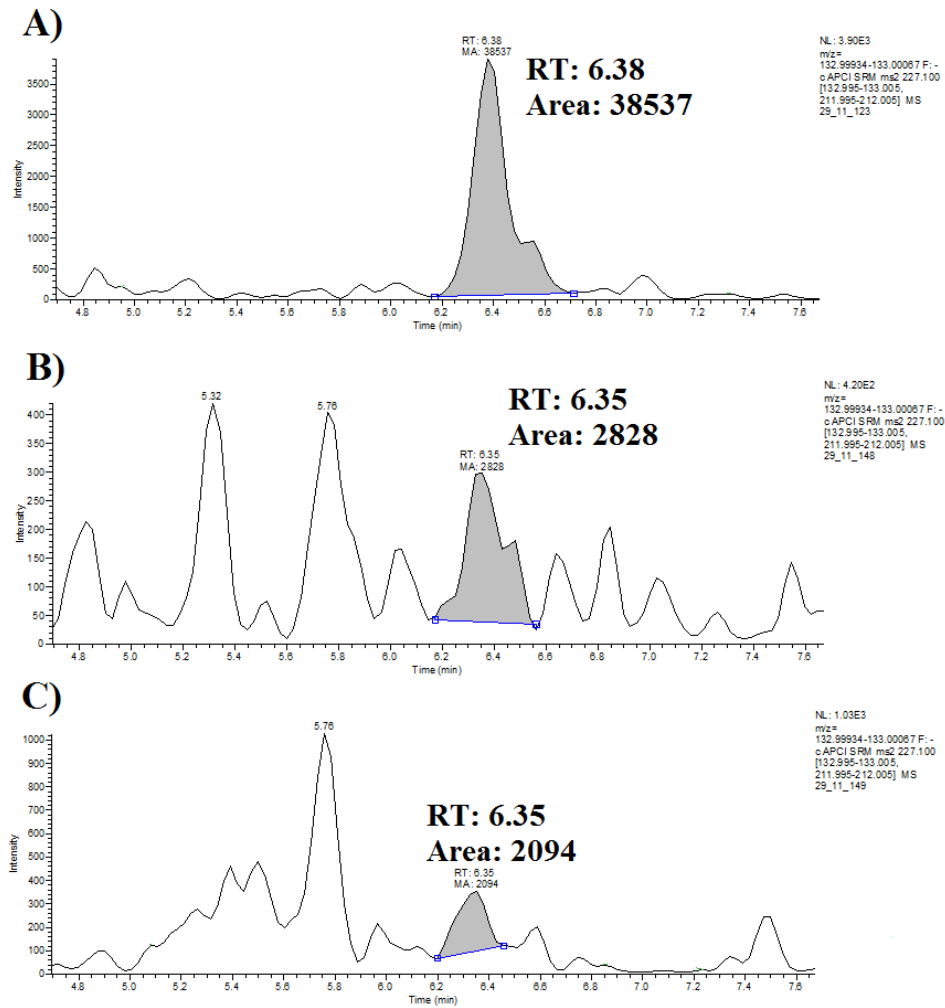 A)
RT: 6.38
MA: 38537
RT: 6.38
Area: 38537
NL: 3.90E3
m/z=
132.99934-133.00067 F: -
c APCI SRM ms2 227.100
[132.995-133.005,
211.995-212.005] MS
29_11_123
3500
3000
2500
2000
1500
1000
500
0
Intensity
4.8 5.0 5.2 5.4 5.6 5.8 6.0 6.2 6.4 6.6 6.8 7.0 7.2 7.4 7.6
Time (min)
B)
5.32
5.76
RT: 6.35
Area: 2828
RT: 6.35
MA: 2828
NL: 4.20E2
m/z=
132.99934-133.00067 F: -
c APCI SRM ms2 227.100
[132.995-133.005,
211.995-212.005] MS
29_11_148
400
350
300
250
200
150
100
50
0
Intensity
4.8 5.0 5.2 5.4 5.6 5.8 6.0 6.2 6.4 6.6 6.8 7.0 7.2 7.4 7.6
Time (min)
C)
5.76
RT: 6.35
Area: 2094
RT: 6.35
MA: 2094
NL: 1.03E3
m/z=
132.99934-133.00067 F: -
c APCI SRM ms2 227.100
[132.995-133.005,
211.995-212.005] MS
29_11_149
1000
900
800
700
600
500
400
300
200
100
0
Intensity
4.8 5.0 5.2 5.4 5.6 5.8 6.0 6.2 6.4 6.6 6.8 7.0 7.2 7.4 7.6
Time (min)